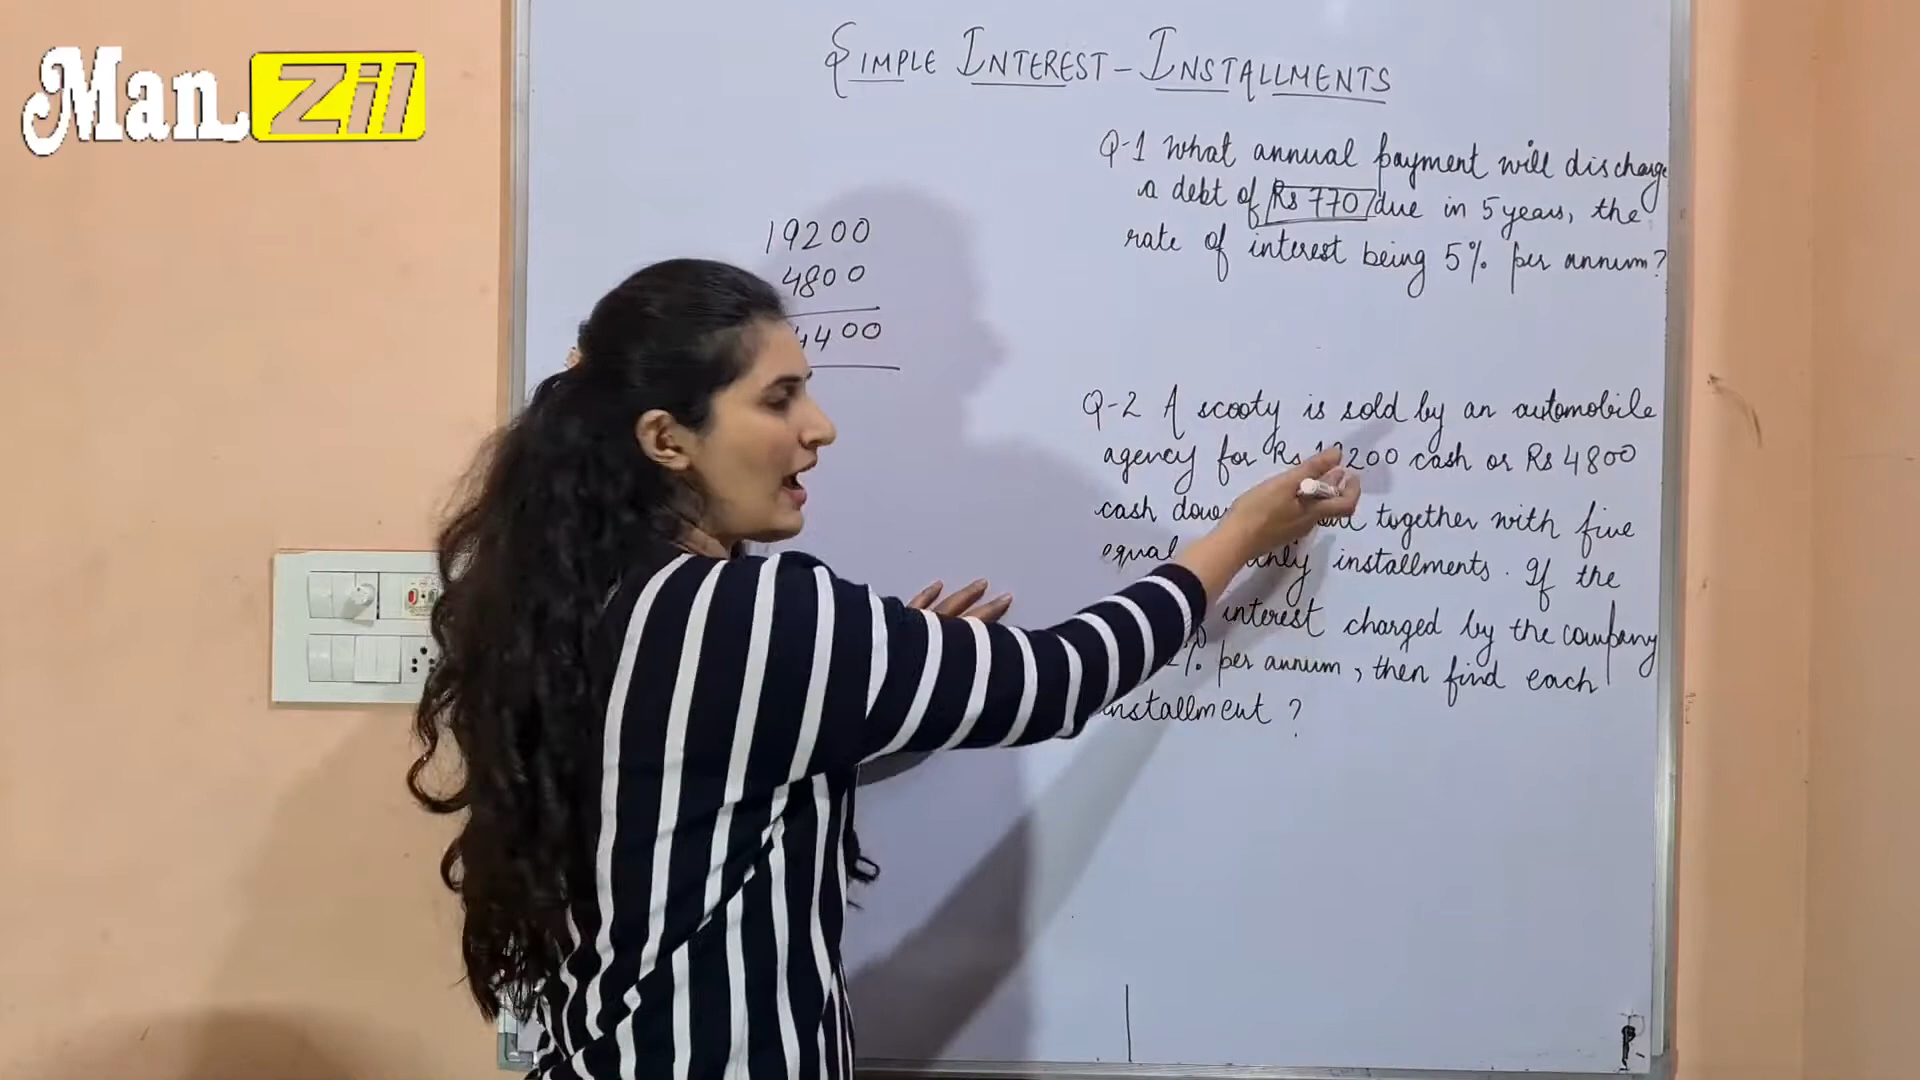 Man Zil
SIMPLE INTEREST-INSTALLMENTS
Q-1 What annual payment will discharge
a debt of Rs 770 due in 5 years, the
rate of interest being 5% per annum?
19200
4800
4400
Q-2 A scooty is sold by an automobile
agency for Rs 19200 cash or Rs 4800
cash together with five
equal installments. If the
interest charged by the company
2% per annum, then find each
installment ?